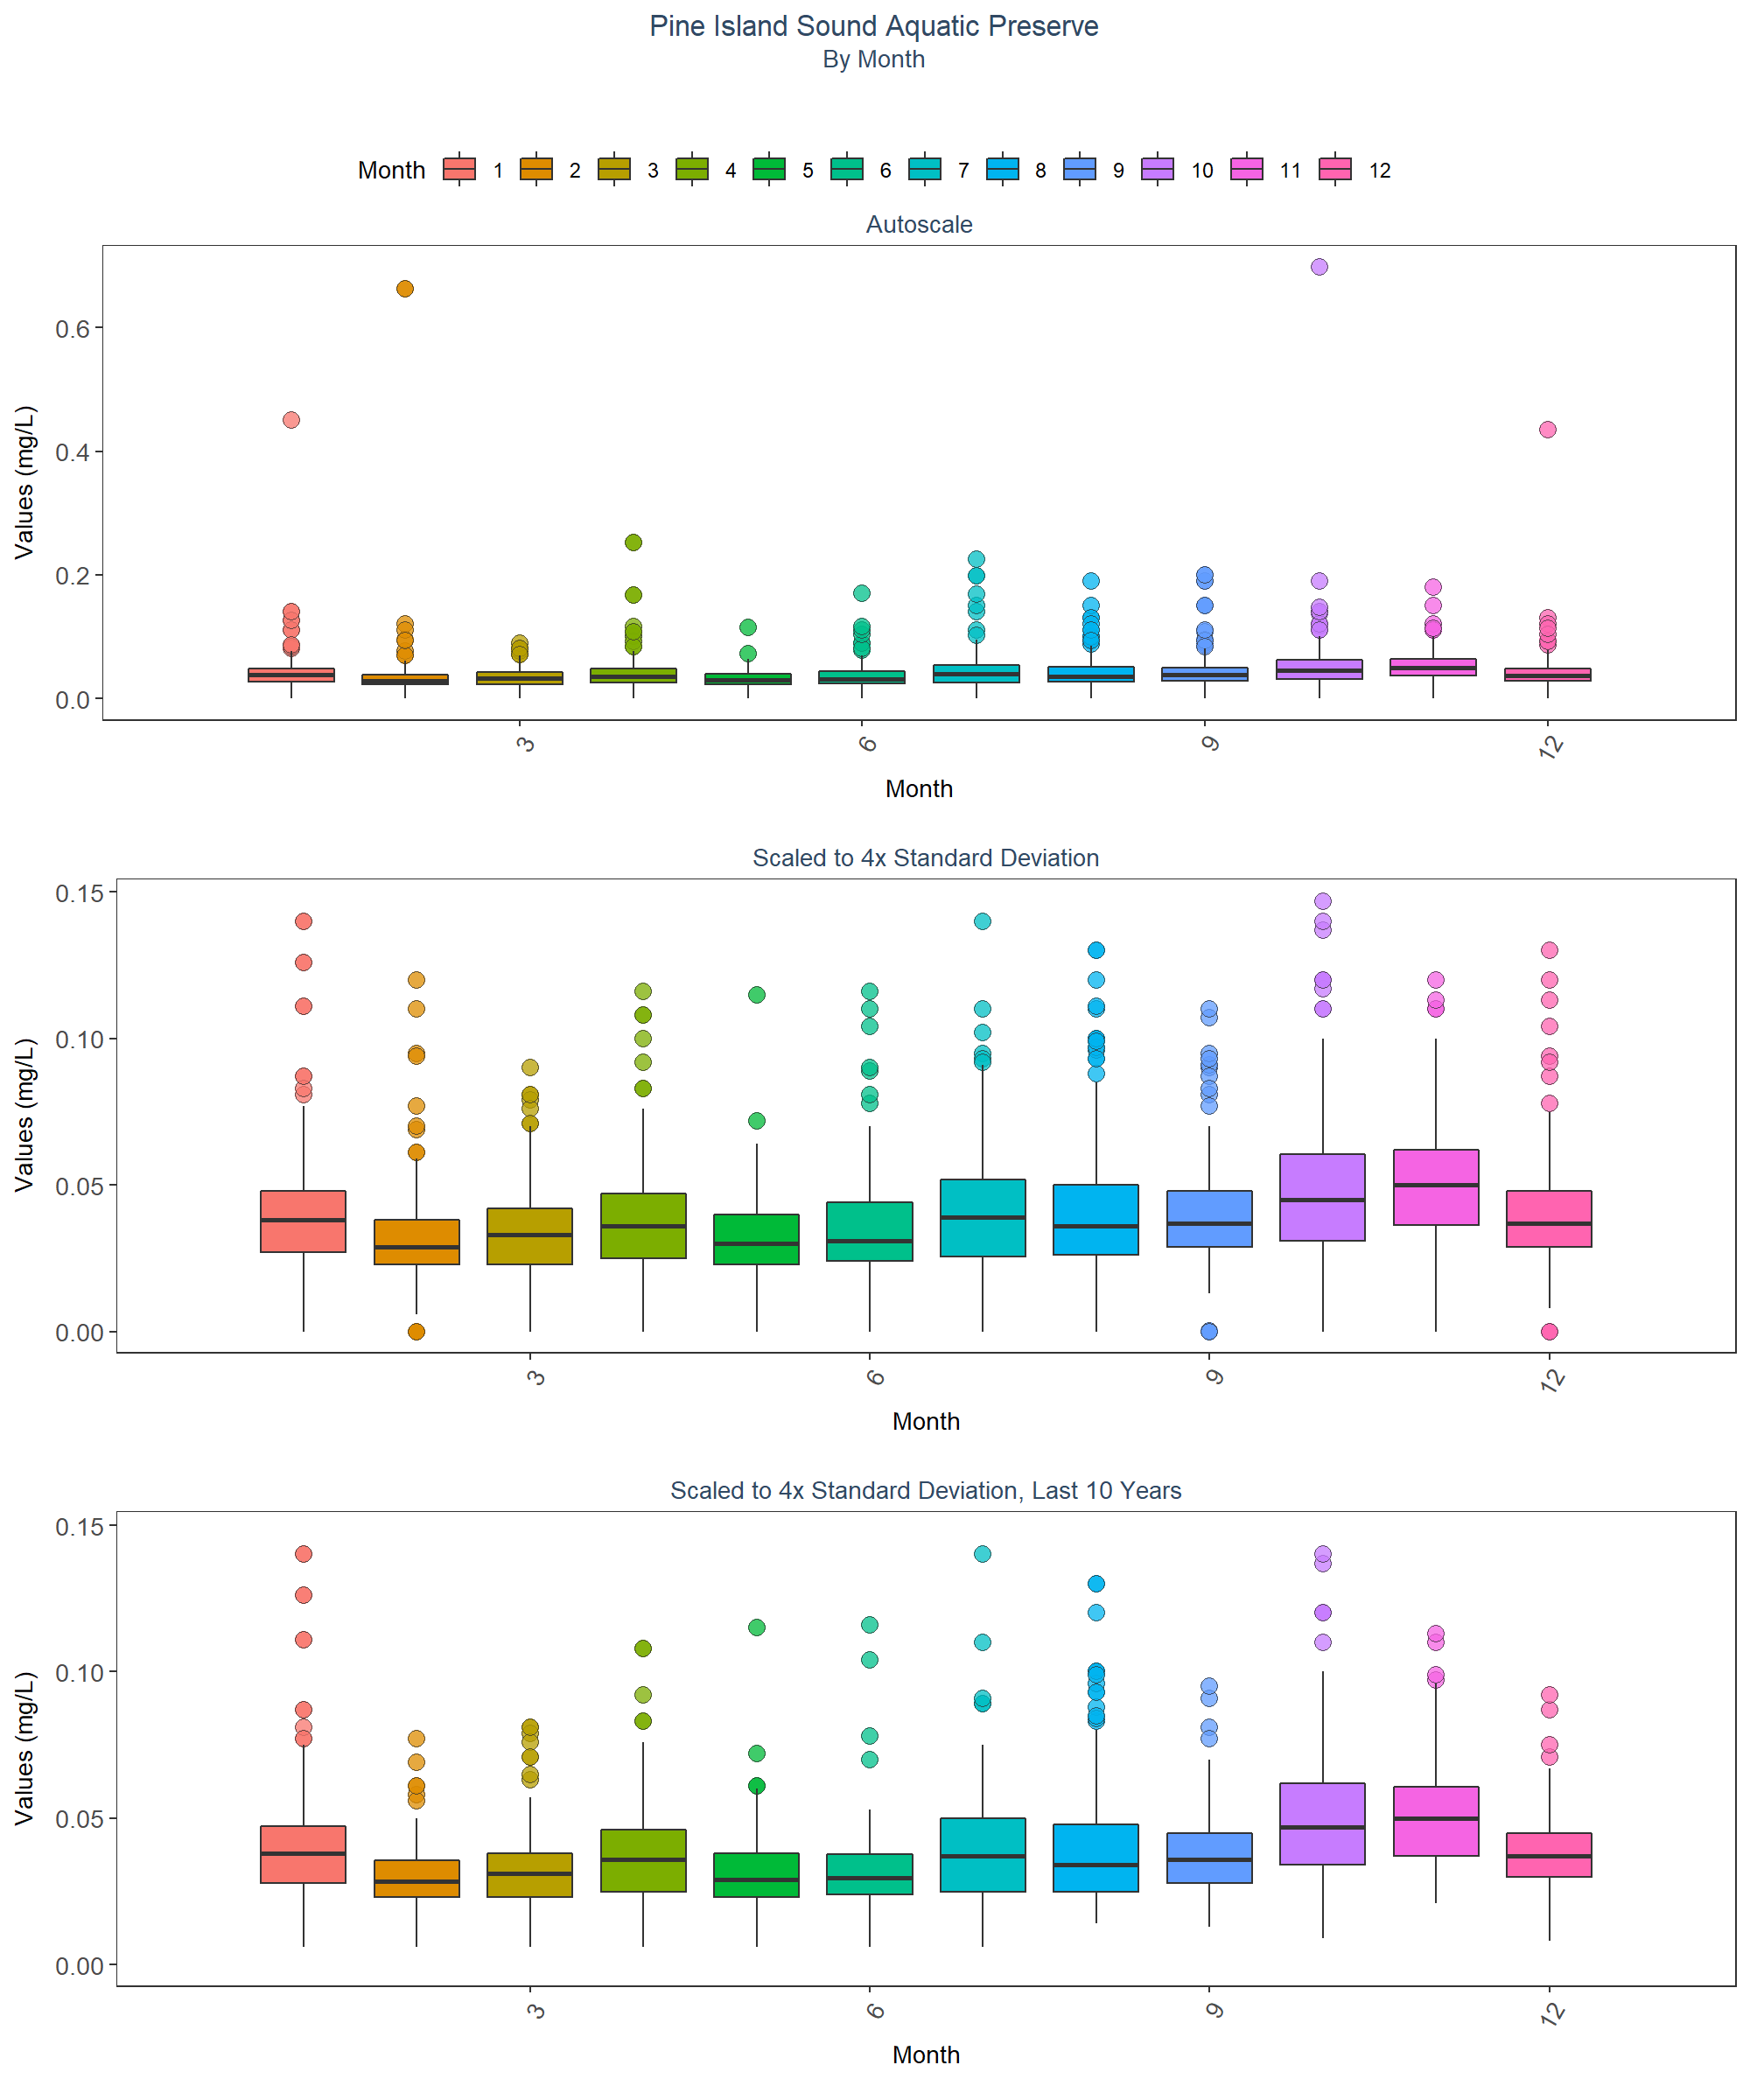 Pine Island Sound Aquatic Preserve
By Month
Month 1 2 3 4 5 6 7 8 9 10 11 12
Autoscale
Values (mg/L)
0.6
0.4
0.2
0.0
3 6 9 12
Month
Scaled to 4x Standard Deviation
Values (mg/L)
0.15
0.10
0.05
0.00
3 6 9 12
Month
Scaled to 4x Standard Deviation, Last 10 Years
Values (mg/L)
0.15
0.10
0.05
0.00
3 6 9 12
Month